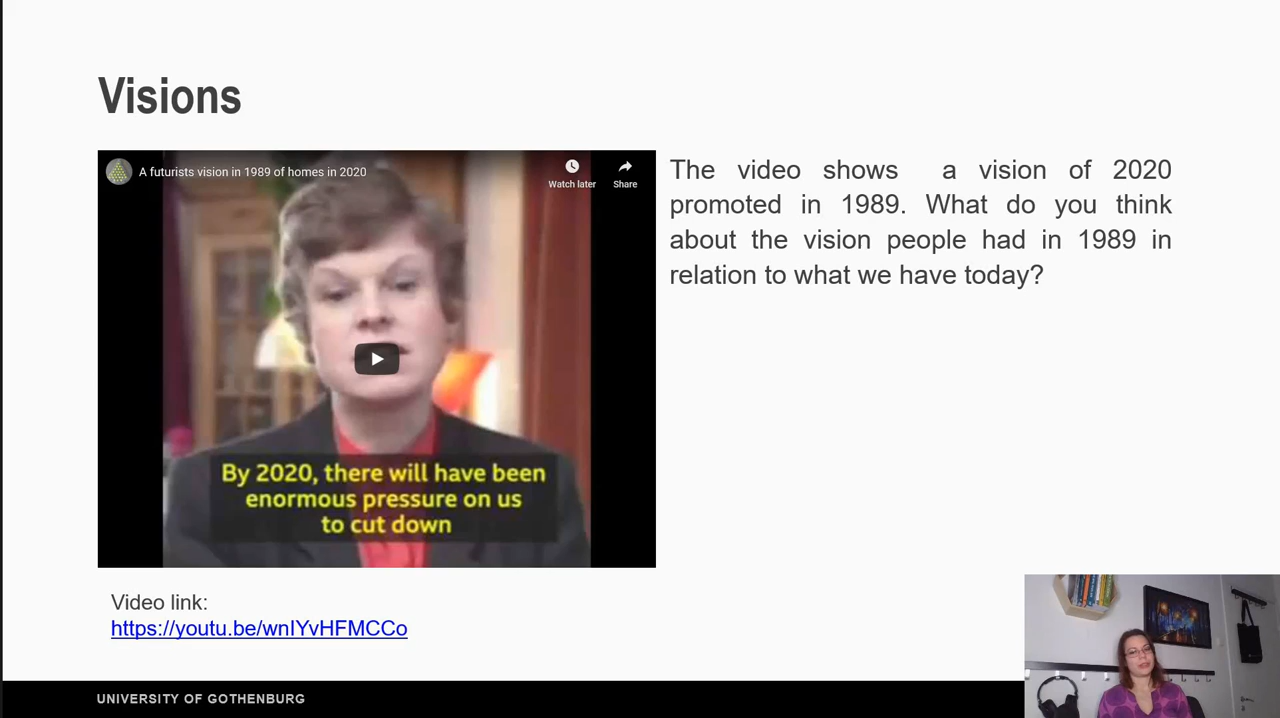 Visions
A futurists vision in 1989 of homes in 2020
Watch later
Share
By 2020, there will have been
enormous pressure on us
to cut down
The video shows a vision of 2020
promoted in 1989. What do you think
about the vision people had in 1989 in
relation to what we have today?
Video link:
https://youtu.be/wnIYvHFMCCo
UNIVERSITY OF GOTHENBURG